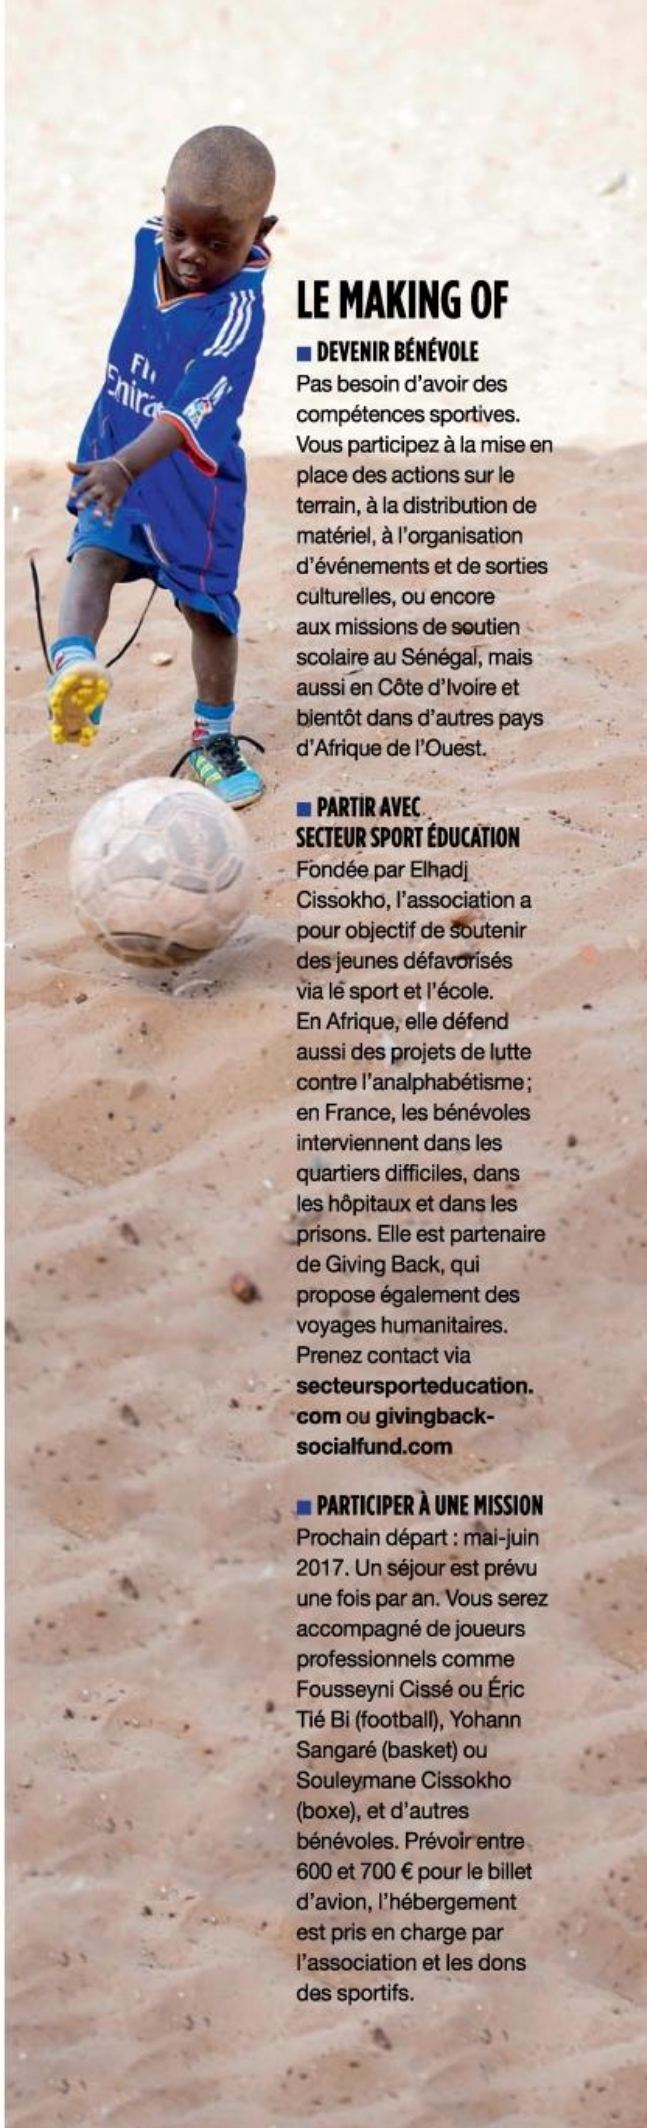 Fly
Emirates
LE MAKING OF
DEVENIR BÉNÉVOLE
Pas besoin d'avoir des
compétences sportives.
Vous participez à la mise en
place des actions sur le
terrain, à la distribution de
matériel, à l'organisation
d'événements et de sorties
culturelles, ou encore
aux missions de soutien
scolaire au Sénégal, mais
aussi en Côte d'Ivoire et
bientôt dans d'autres pays
d'Afrique de l'Ouest.
PARTIR AVEC
SECTEUR SPORT ÉDUCATION
Fondée par Elhadj
Cissokho, l'association a
pour objectif de soutenir
des jeunes défavorisés
via le sport et l'école.
En Afrique, elle défend
aussi des projets de lutte
contre l'analphabétisme ;
en France, les bénévoles
interviennent dans les
quartiers difficiles, dans
les hôpitaux et dans les
prisons. Elle est partenaire
de Giving Back, qui
propose également des
voyages humanitaires.
Prenez contact via
secteursporteducation.
com ou givingback-
socialfund.com
PARTICIPER À UNE MISSION
Prochain départ : mai-juin
2017. Un séjour est prévu
une fois par an. Vous serez
accompagné de joueurs
professionnels comme
Fousseyni Cissé ou Éric
Tié Bi (football), Yohann
Sangaré (basket) ou
Souleymane Cissokho
(boxe), et d'autres
bénévoles. Prévoir entre
600 et 700 € pour le billet
d'avion, l'hébergement
est pris en charge par
l'association et les dons
des sportifs.